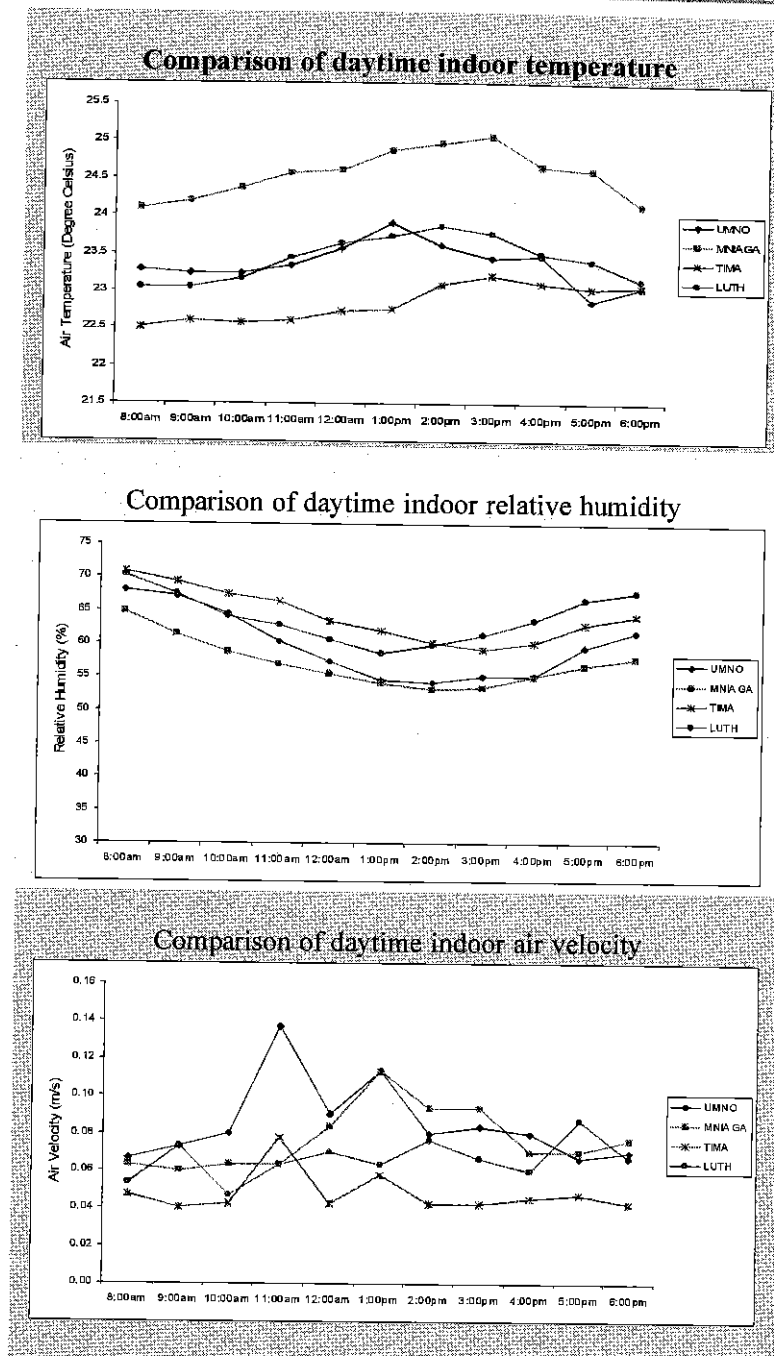 Comparison of daytime indoor temperature
Air Temperature (Degree Celsius)
25.5
25
24.5
24
23.5
23
22.5
22
21.5
8:00am 9:00am 10:00am 11:00am 12:00am 1:00pm 2:00pm 3:00pm 4:00pm 5:00pm 6:00pm
UMNO
MNIAGA
TIMA
LUTH
Comparison of daytime indoor relative humidity
Relative Humidity (%)
75
70
65
60
55
50
45
40
35
30
8:00am 9:00am 10:00am 11:00am 12:00am 1:00pm 2:00pm 3:00pm 4:00pm 5:00pm 6:00pm
UMNO
MNIAGA
TIMA
LUTH
Comparison of daytime indoor air velocity
Air Velocity (m/s)
0.16
0.14
0.12
0.10
0.08
0.06
0.04
0.02
0.00
8:00am 9:00am 10:00am 11:00am 12:00am 1:00pm 2:00pm 3:00pm 4:00pm 5:00pm 6:00pm
UMNO
MNIAGA
TIMA
LUTH